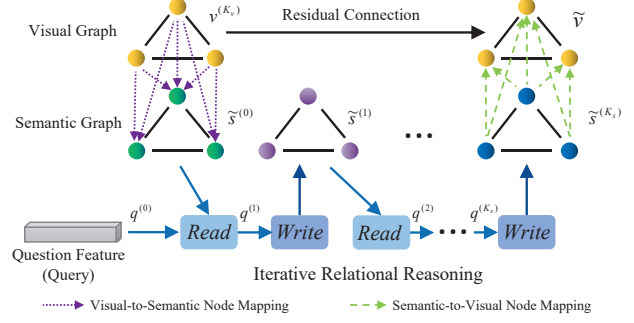 Visual Graph
v^{(K_v)}
Residual Connection
ṽ
Semantic Graph
s̃^{(0)}
s̃^{(1)}
...
s̃^{(K_s)}
q^{(0)}
Read
q^{(1)}
Write
Read
q^{(2)}
...
q^{(K_s)}
Write
Question Feature
(Query)
Iterative Relational Reasoning
Visual-to-Semantic Node Mapping
Semantic-to-Visual Node Mapping